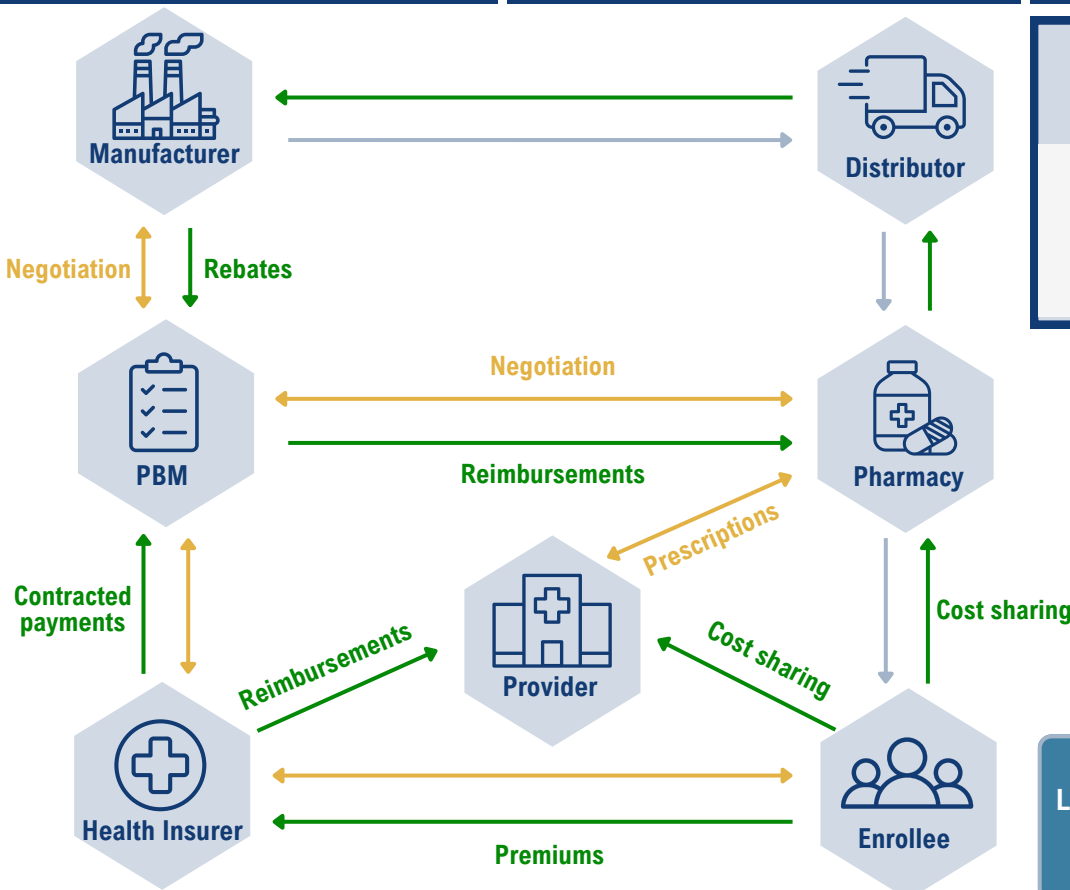 Manufacturer
Distributor
Negotiation
Rebates
Negotiation
PBM
Reimbursements
Pharmacy
Prescriptions
Contracted
payments
Cost sharing
Reimbursements
Cost sharing
Provider
Health Insurer
Enrollee
Premiums
L